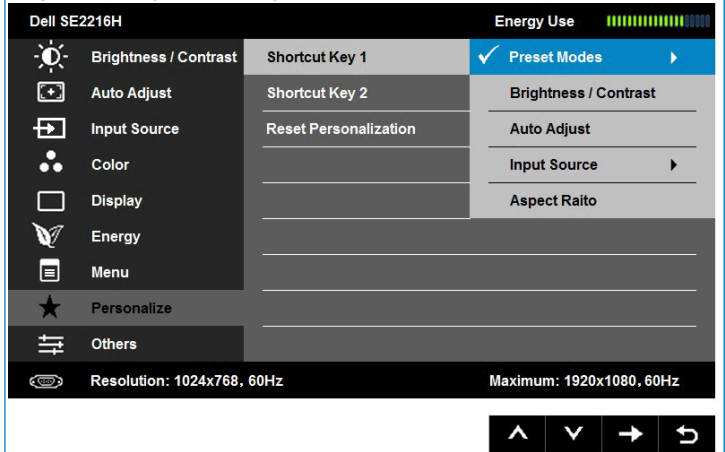 Dell SE2216H Energy Use
Brightness / Contrast Shortcut Key 1 Preset Modes
Auto Adjust Shortcut Key 2 Brightness / Contrast
Input Source Reset Personalization Auto Adjust
Color Input Source
Display Aspect Raito
Energy
Menu
Personalize
Others
Resolution: 1024x768, 60Hz Maximum: 1920x1080, 60Hz